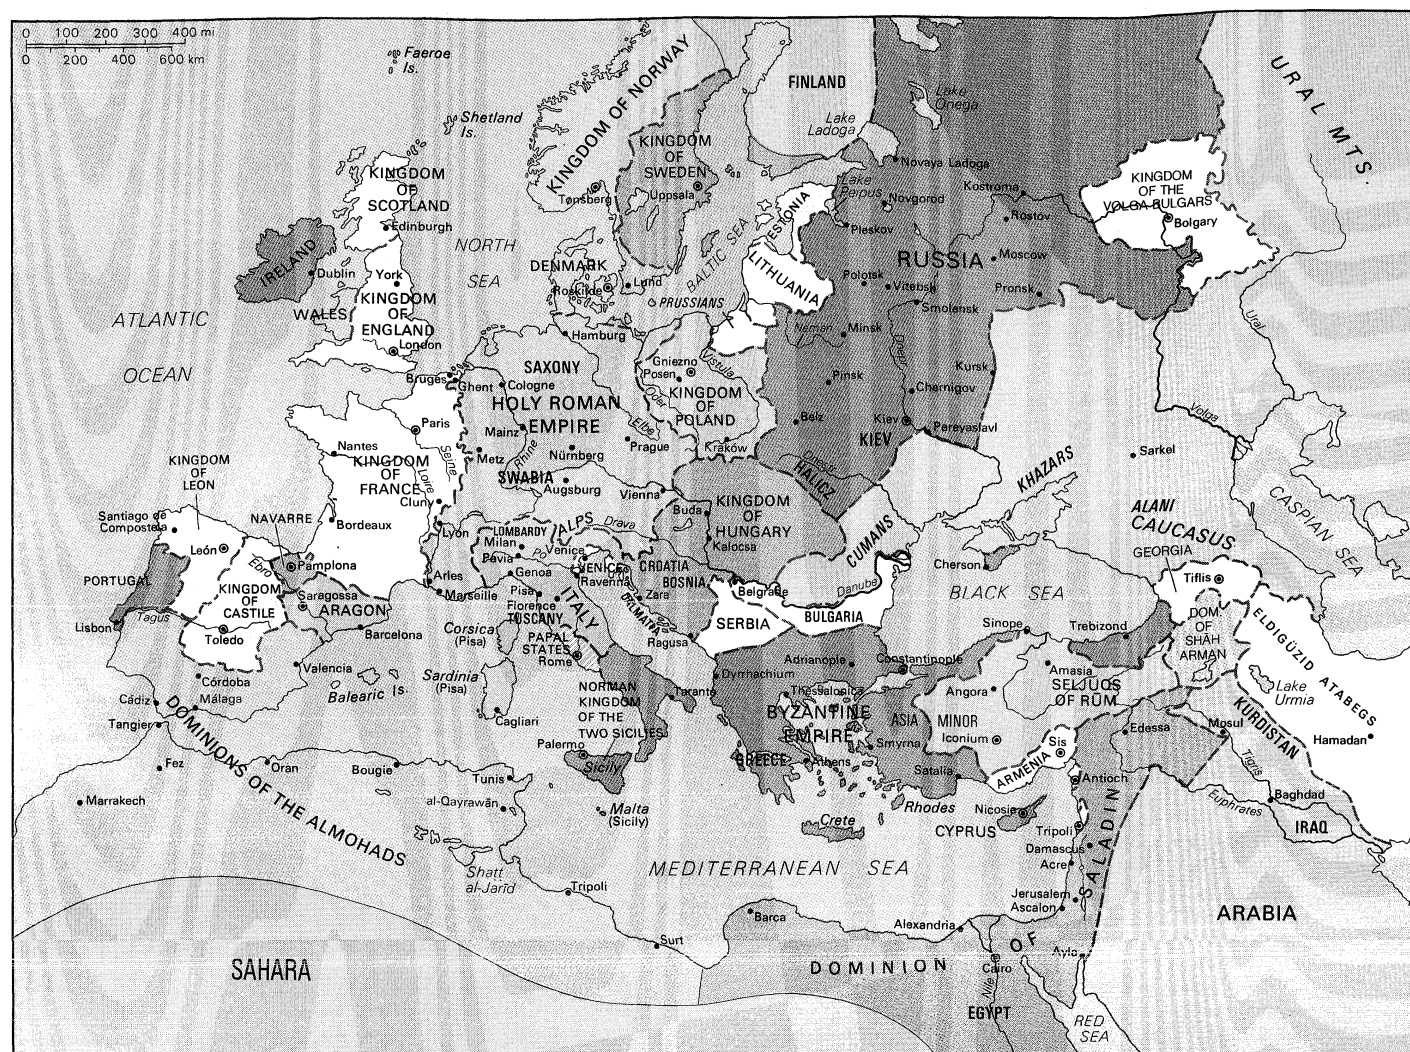 0 100 200 300 400 mi
0 200 400 600 km
Faeroe
Is.
Shetland
Is.
KINGDOM OF NORWAY
FINLAND
Lake
Onega
Lake
Ladoga
URAL MTS.
KINGDOM
OF
SCOTLAND
Edinburgh
KINGDOM
OF
SWEDEN
Uppsala
Tønsberg
Novaya Ladoga
Lake
Peipus
Novgorod
Kostroma
KINGDOM
OF THE
VOLGA BULGARS
Bolgary
ESTONIA
Pleskov
Rostov
IRELAND
Dublin
NORTH
SEA
York
DENMARK
Roskilde
Lund
BALTIC SEA
LITHUANIA
RUSSIA
Moscow
Polotsk
Vitebsk
Pronsk
Smolensk
PRUSSIANS
WALES
KINGDOM
OF
ENGLAND
London
ATLANTIC
OCEAN
Hamburg
Neman
Minsk
Dnepr
Ural
SAXONY
Gniezno
Posen
Vistula
Bruges
Ghent
Cologne
HOLY ROMAN
EMPIRE
Oder
KINGDOM
OF
POLAND
Pinsk
Kursk
Chernigov
Volga
Paris
Mainz
Elbe
Belz
Kiev
KIEV
Pareyaslavl
Nantes
Seine
Metz
Rhine
Nürnberg
Prague
Kraków
Sarkel
KINGDOM
OF
LEON
KINGDOM
OF
FRANCE
Loire
SWABIA
Augsburg
Vienna
Dnestr
HALICZ
KHAZARS
Cluny
KINGDOM
OF
HUNGARY
Buda
Kalocsa
CASPIAN SEA
Santiago de
Compostela
NAVARRE
Bordeaux
Lyon
LOMBARDY
ALPS
Drava
CUMANS
ALANI
CAUCASUS
León
Milan
Pavia
Po
Venice
VENICE
GEORGIA
Ebro
Pamplona
Arles
Genoa
Ravenna
CROATIA
BOSNIA
Danube
Cherson
Tiflis
PORTUGAL
KINGDOM
OF
CASTILE
Saragossa
ARAGON
Marseille
Pisa
Florence
TUSCANY
ITALY
Zara
DALMATIA
Belgrade
BLACK SEA
DOM.
OF
SHĀH
ARMAN
ELDIGÜZID ATABEGS
Tagus
Lisbon
Toledo
Barcelona
Corsica
(Pisa)
PAPAL
STATES
Rome
Ragusa
SERBIA
BULGARIA
Sinope
Trebizond
Adrianople
Constantinople
Valencia
Córdoba
Balearic Is.
Sardinia
(Pisa)
Cagliari
NORMAN
KINGDOM
OF THE
TWO SICILIES
Taranto
Dyrrhachium
Thessalonica
BYZANTINE
EMPIRE
Amasia
SELJUQS
OF RŪM
Angora
ASIA MINOR
Iconium
Lake
Urmia
Cádiz
Málaga
Tangier
DOMINIONS OF THE ALMOHADS
Palermo
Sicily
GREECE
Athens
Smyrna
Satalia
Sis
ARMENIA
Edessa
Mosul
KURDISTAN
Hamadan
Fez
Oran
Bougie
Tunis
Antioch
Tigris
Marrakech
al-Qayrawān
Malta
(Sicily)
Crete
Rhodes
Nicosia
CYPRUS
Euphrates
Baghdad
IRAQ
Tripoli
Damascus
Acre
MEDITERRANEAN SEA
Shatt
al-Jarīd
Tripoli
Jerusalem
Ascalon
ARABIA
Barca
Alexandria
Surt
Ayla
SAHARA
DOMINION OF SALADIN
Cairo
Nile
EGYPT
RED
SEA